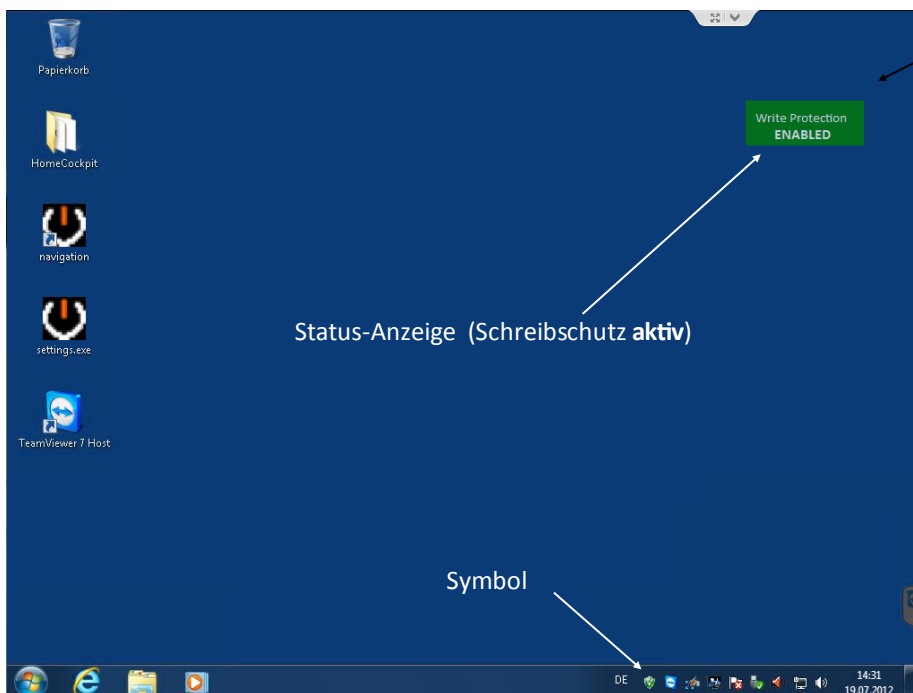 Papierkorb
Write Protection
ENABLED
HomeCockpit
navigation
Status-Anzeige (Schreibschutz aktiv)
settings.exe
TeamViewer 7 Host
Symbol
DE
14:31
19.07.2012